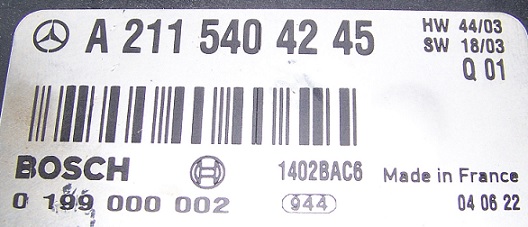 A 211 540 42 45
HW 44/03
SW 18/03
Q 01
BOSCH 1402BAC6 Made in France
0 199 000 002 944 04 06 22